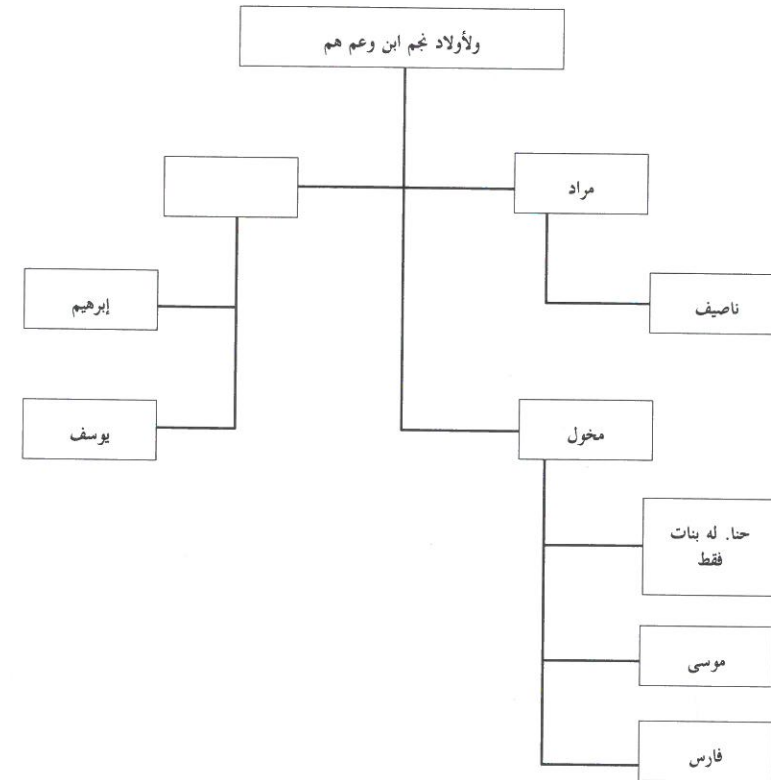 ولأولاد نجم ابن وعم هم
مراد
ناصيف
إبرهيم
مخول
يوسف
حنا. له بنات
فقط
موسى
فارس